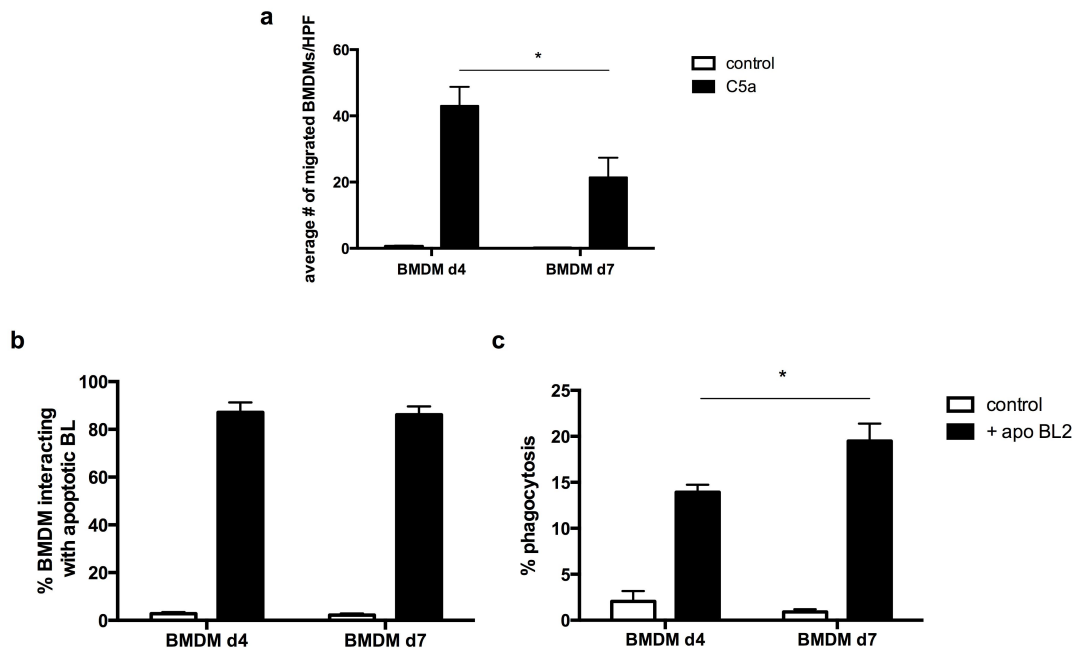 a
average # of migrated BMDMs/HPF
60
40
20
0
*
BMDM d4
BMDM d7
control
C5a
b
% BMDM interacting
with apoptotic BL
100
80
60
40
20
0
BMDM d4
BMDM d7
c
% phagocytosis
25
20
15
10
5
0
*
BMDM d4
BMDM d7
control
+ apo BL2